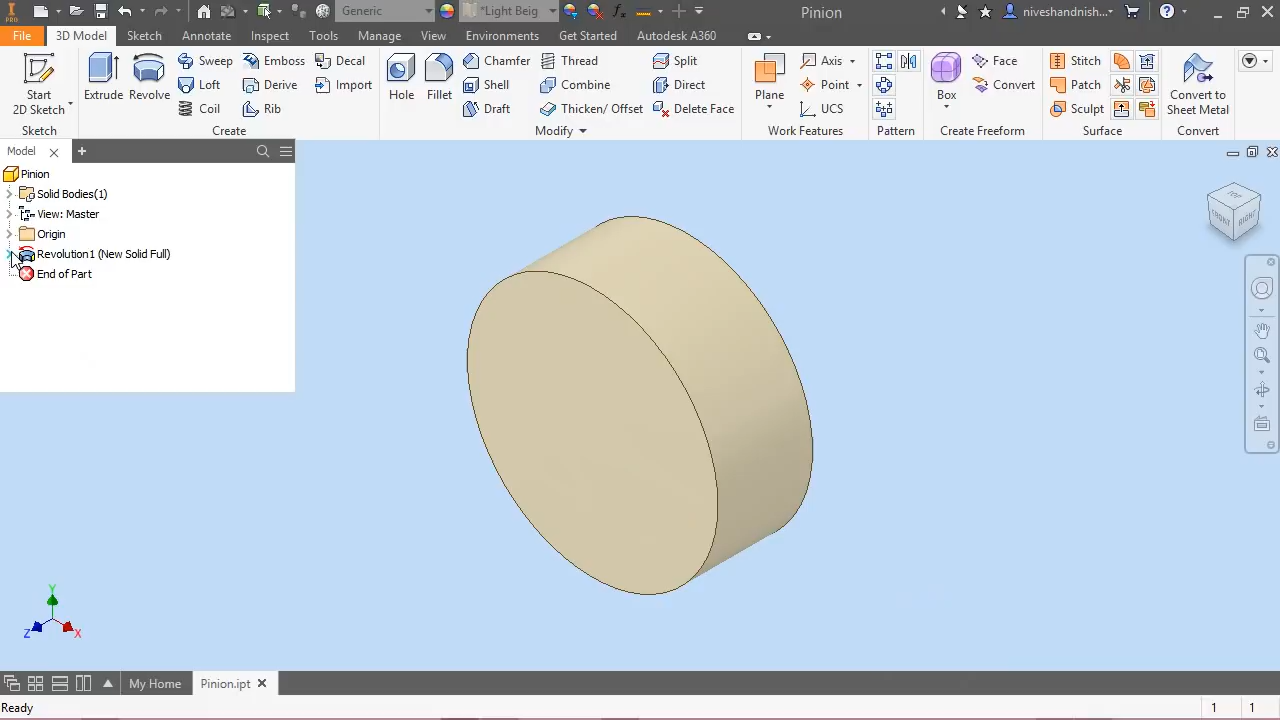 PRO Generic *Light Beig Pinion niveshandnish...
File 3D Model Sketch Annotate Inspect Tools Manage View Environments Get Started Autodesk A360
Start
2D Sketch
Extrude Revolve
Sweep Emboss Decal
Loft Derive Import
Coil Rib
Hole Fillet
Chamfer Thread Split
Shell Combine Direct
Draft Thicken/ Offset Delete Face
Plane
Axis
Point
UCS
Box
Face
Convert
Stitch
Patch
Sculpt
Convert to
Sheet Metal
Sketch Create Modify Work Features Pattern Create Freeform Surface Convert
Model
Pinion
Solid Bodies(1)
View: Master
Origin
Revolution1 (New Solid Full)
End of Part
TOP
FRONT RIGHT
Y
Z X
My Home Pinion.ipt
Ready 1 1